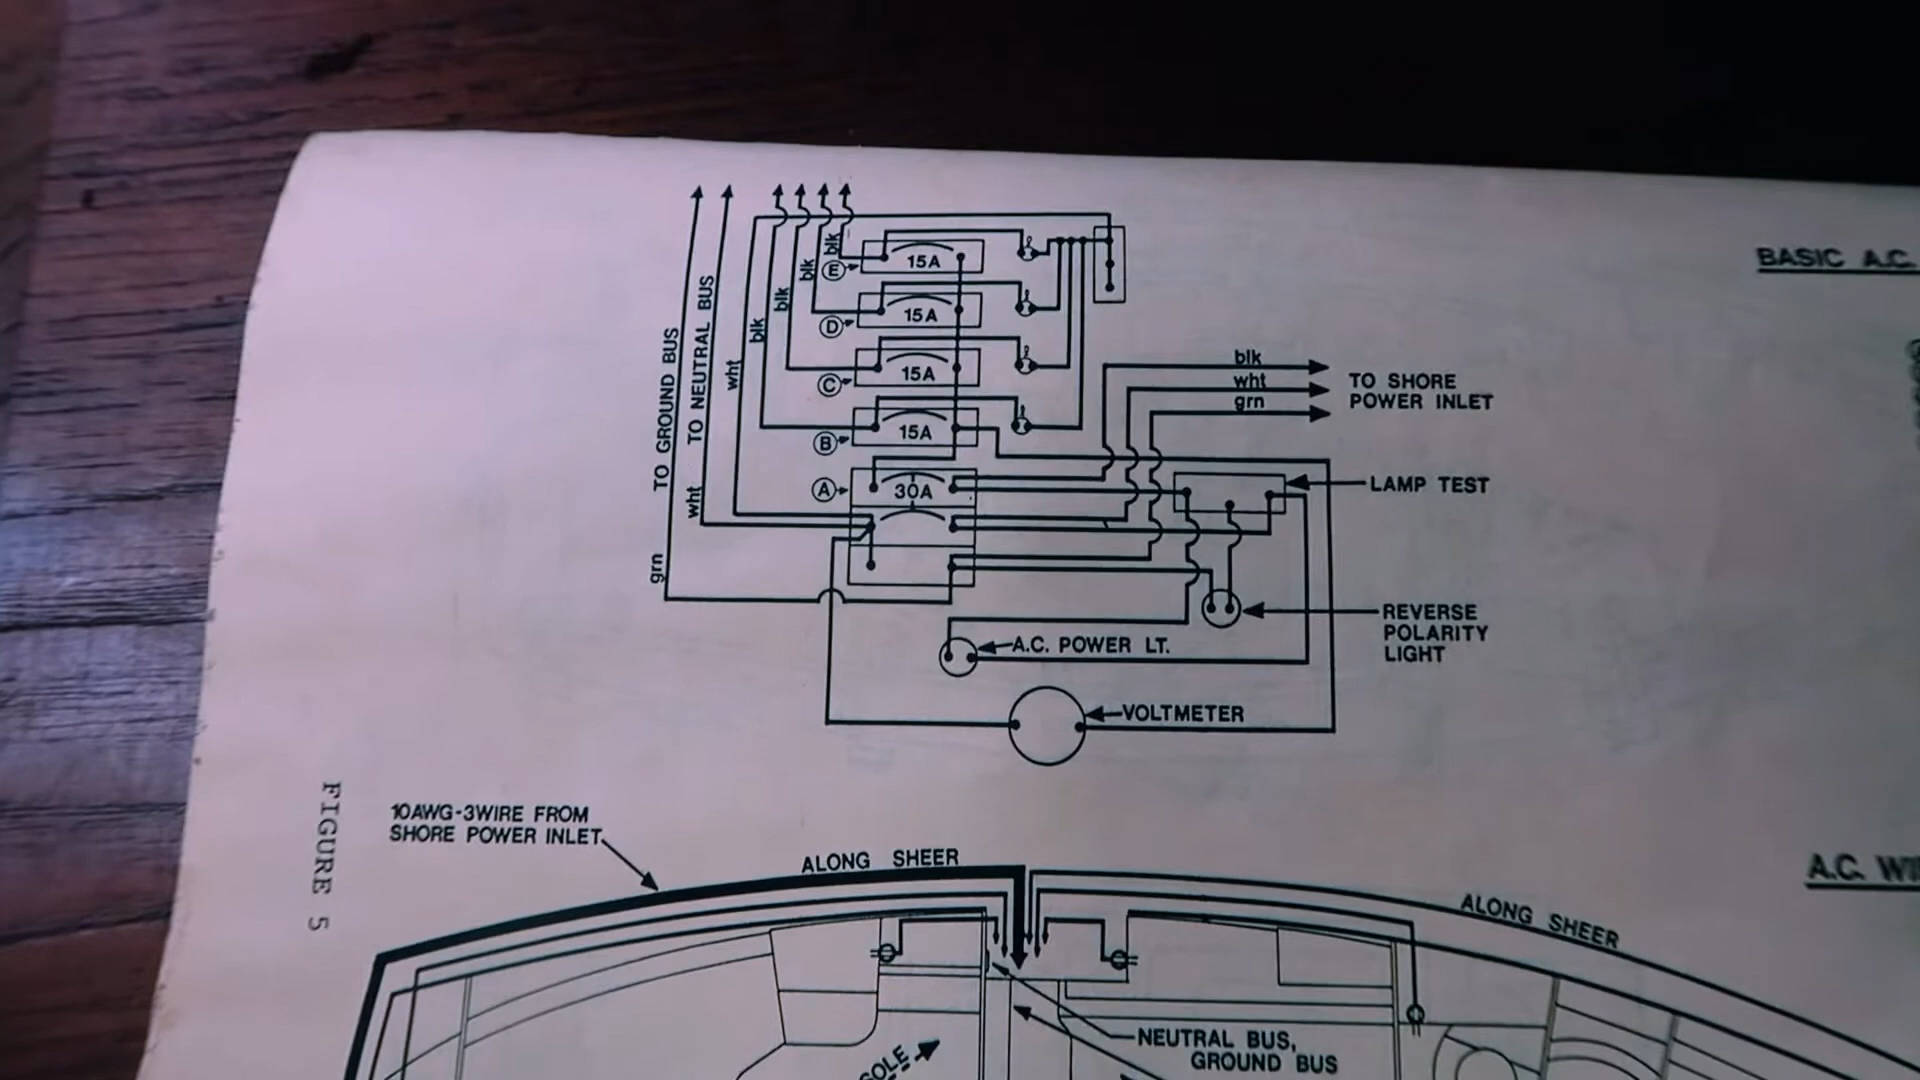 BASIC A.C.
blk
15A
E
blk
15A
D
blk
15A
C
blk
15A
B
30A
A
wht
TO NEUTRAL BUS
wht
TO GROUND BUS
grn
blk
wht
grn
TO SHORE
POWER INLET
LAMP TEST
REVERSE
POLARITY
LIGHT
A.C. POWER LT.
VOLTMETER
FIGURE 5
10AWG-3WIRE FROM
SHORE POWER INLET
ALONG SHEER
A.C.
ALONG SHEER
NEUTRAL BUS,
GROUND BUS